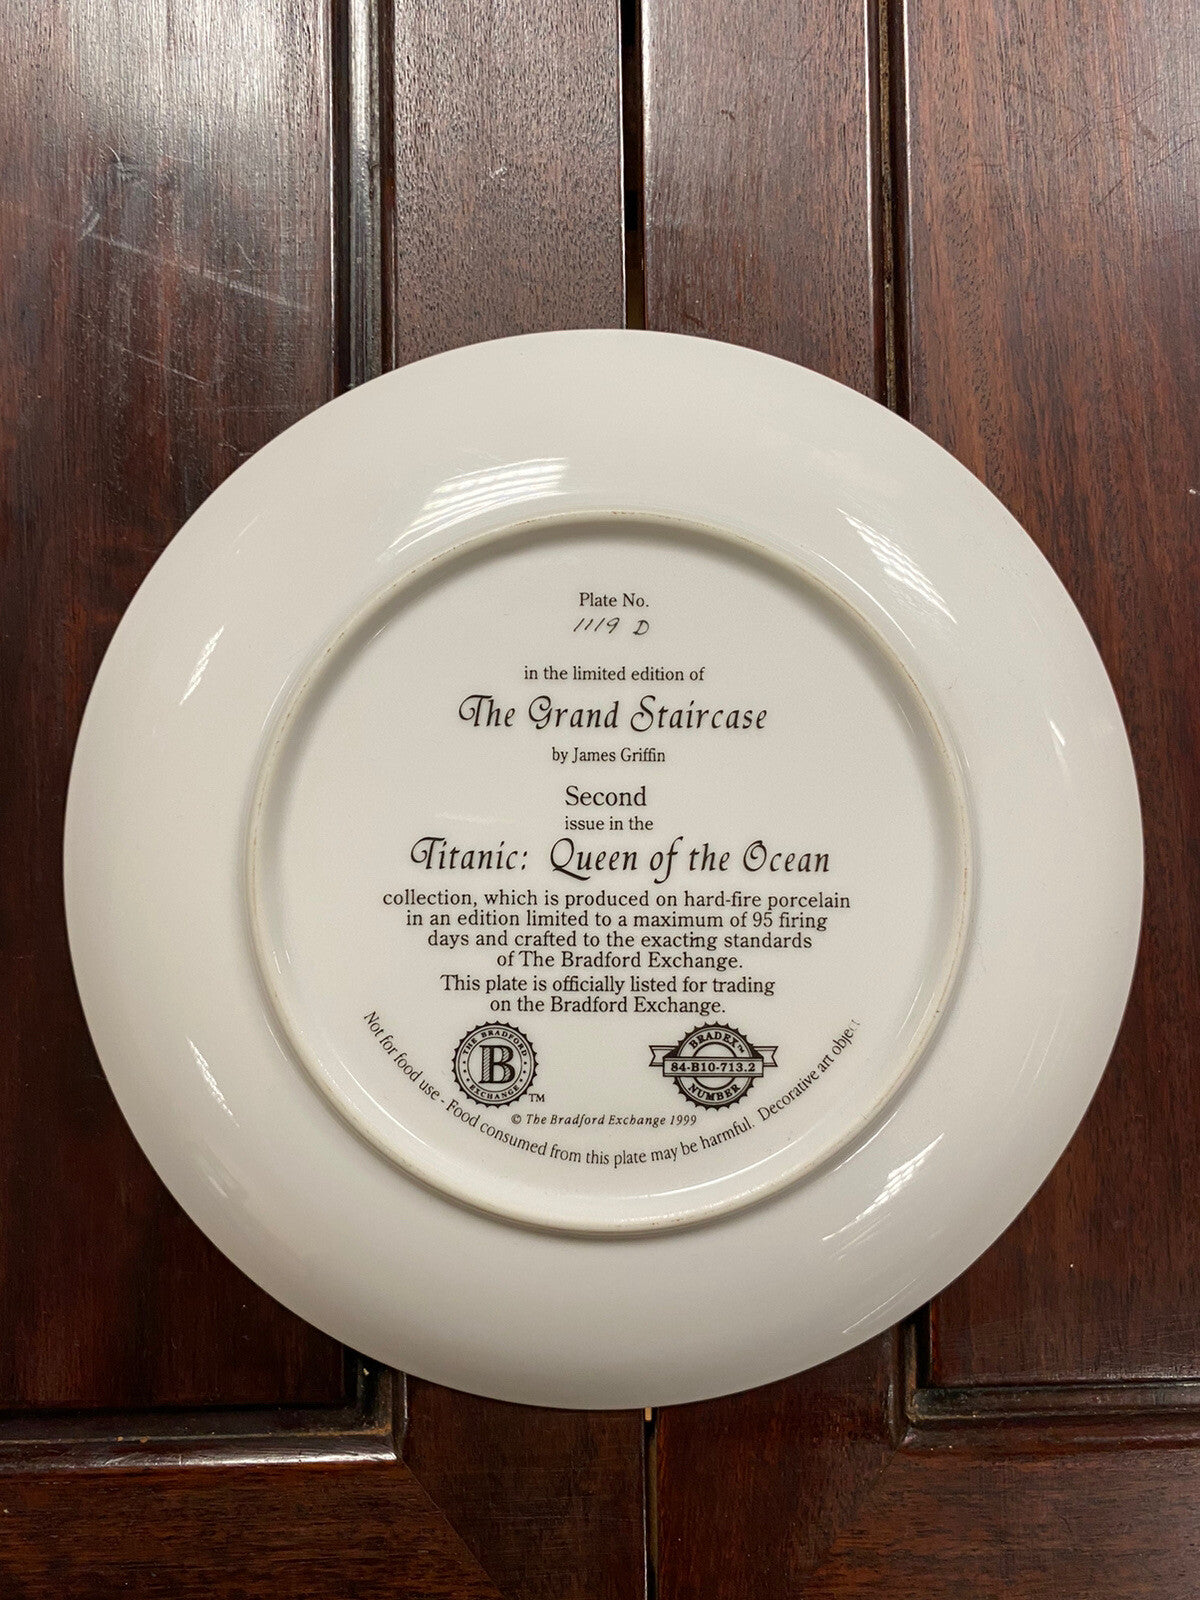 Plate No.
1119 D
in the limited edition of
The Grand Staircase
by James Griffin
Second
issue in the
Titanic: Queen of the Ocean
collection, which is produced on hard-fire porcelain
in an edition limited to a maximum of 95 firing
days and crafted to the exacting standards
of The Bradford Exchange.
This plate is officially listed for trading
on the Bradford Exchange.
THE BRADFORD
B
EXCHANGE
TM
BRADEX™
84-B10-713.2
NUMBER
© The Bradford Exchange 1999
Not for food use - Food consumed from this plate may be harmful. Decorative art object